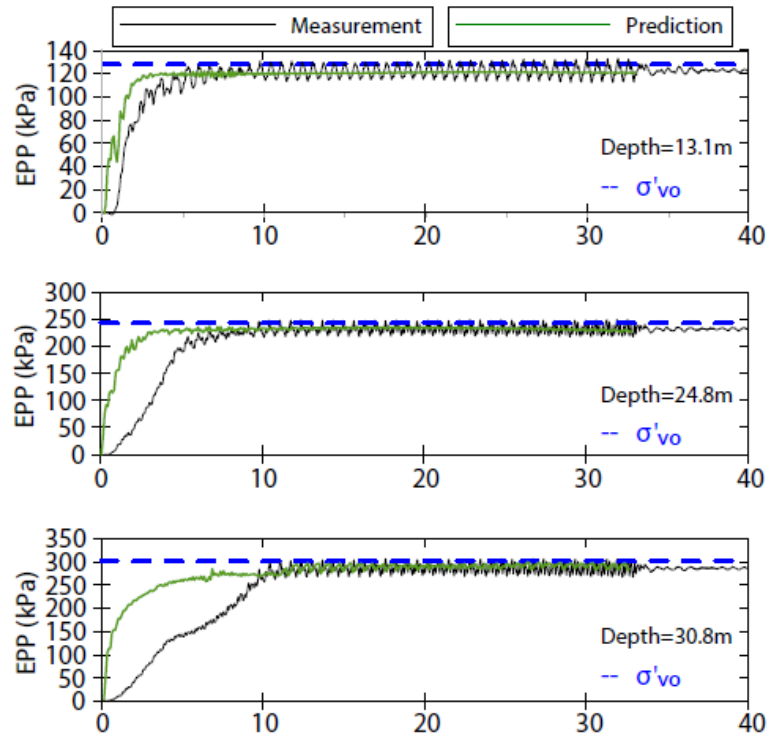 Measurement Prediction
140
120
100
80
60
40
20
0
EPP (kPa)
Depth=13.1m
-- σ'vo
0 10 20 30 40
300
250
200
150
100
50
0
EPP (kPa)
Depth=24.8m
-- σ'vo
0 10 20 30 40
350
300
250
200
150
100
50
0
EPP (kPa)
Depth=30.8m
-- σ'vo
0 10 20 30 40